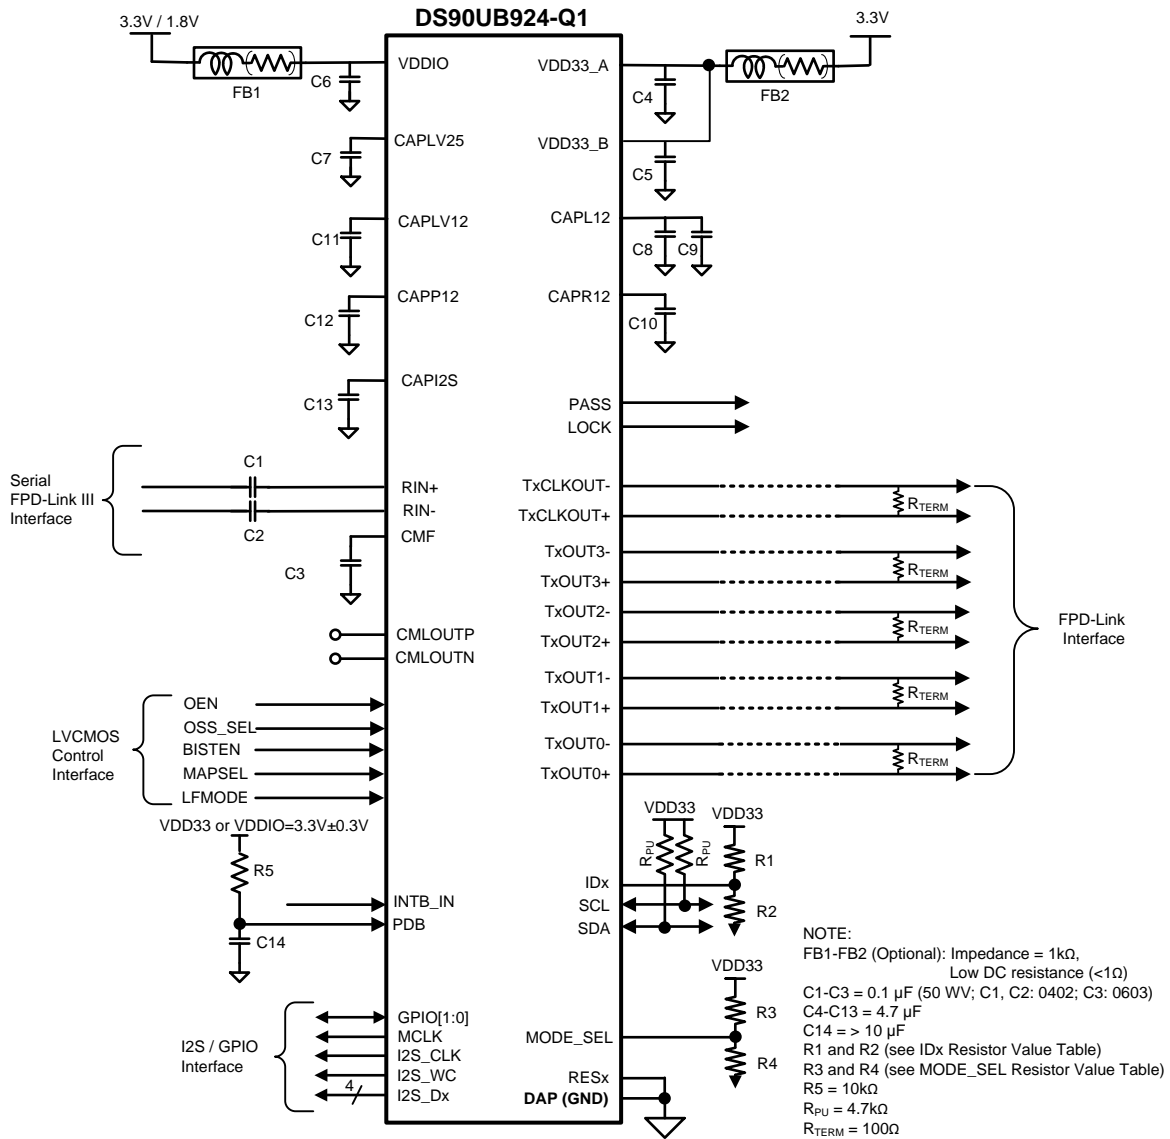 DS90UB924-Q1
3.3V / 1.8V
FB1
C6
VDDIO
C7
CAPLV25
C11
CAPLV12
C12
CAPP12
C13
CAPI2S
Serial
FPD-Link III
Interface
C1
C2
RIN+
RIN-
CMF
C3
CMLOUTP
CMLOUTN
LVCMOS
Control
Interface
OEN
OSS_SEL
BISTEN
MAPSEL
LFMODE
VDD33 or VDDIO=3.3V±0.3V
R5
INTB_IN
PDB
C14
I2S / GPIO
Interface
GPIO[1:0]
MCLK
I2S_CLK
I2S_WC
4
I2S_Dx
3.3V
FB2
VDD33_A
C4
VDD33_B
C5
CAPL12
C8
C9
CAPR12
C10
PASS
LOCK
TxCLKOUT-
TxCLKOUT+
RTERM
TxOUT3-
TxOUT3+
RTERM
TxOUT2-
TxOUT2+
RTERM
TxOUT1-
TxOUT1+
RTERM
TxOUT0-
TxOUT0+
RTERM
FPD-Link
Interface
VDD33
VDD33
RPU
RPU
R1
IDx
SCL
SDA
R2
VDD33
R3
MODE_SEL
R4
RESx
DAP (GND)
NOTE:
FB1-FB2 (Optional): Impedance = 1kΩ,
Low DC resistance (<1Ω)
C1-C3 = 0.1 µF (50 WV; C1, C2: 0402; C3: 0603)
C4-C13 = 4.7 µF
C14 = > 10 µF
R1 and R2 (see IDx Resistor Value Table)
R3 and R4 (see MODE_SEL Resistor Value Table)
R5 = 10kΩ
RPU = 4.7kΩ
RTERM = 100Ω